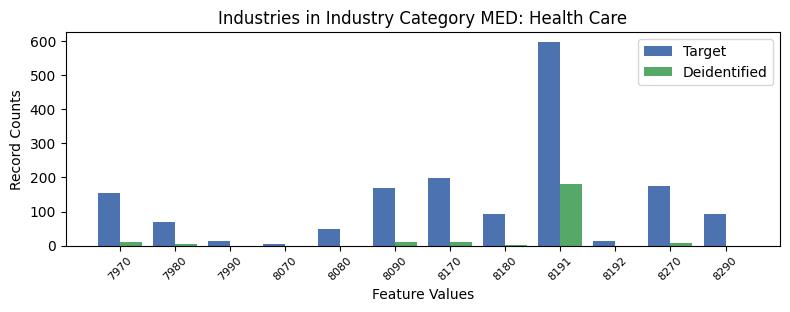 Industries in Industry Category MED: Health Care
Record Counts
600
500
400
300
200
100
0
Target
Deidentified
7970 7980 7990 8070 8080 8090 8170 8180 8191 8192 8270 8290
Feature Values